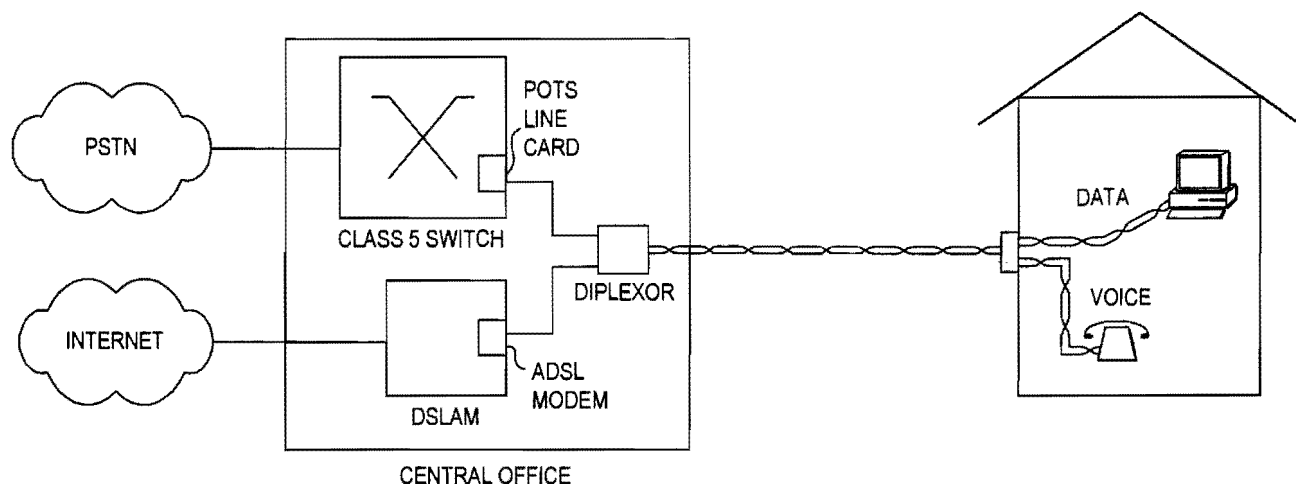 PSTN
POTS
LINE
CARD
CLASS 5 SWITCH
DIPLEXOR
INTERNET
ADSL
MODEM
DSLAM
CENTRAL OFFICE
DATA
VOICE